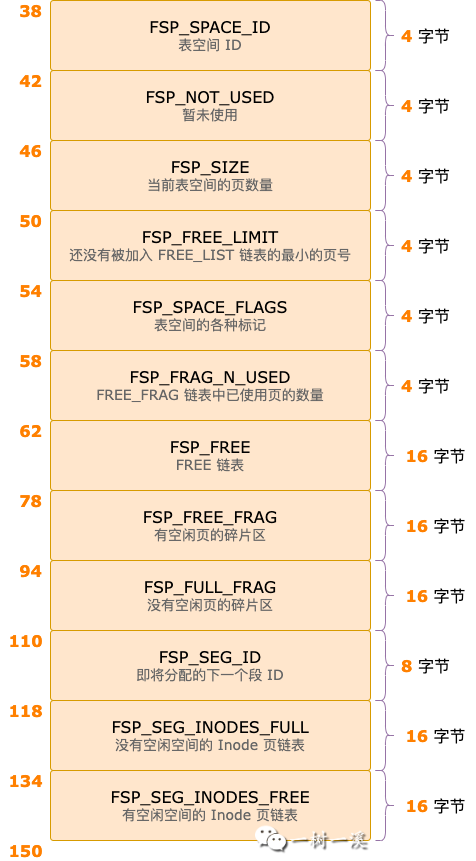 38
FSP_SPACE_ID
表空间 ID
4 字节
42
FSP_NOT_USED
暂未使用
4 字节
46
FSP_SIZE
当前表空间的页数量
4 字节
50
FSP_FREE_LIMIT
还没有被加入 FREE_LIST 链表的最小的页号
4 字节
54
FSP_SPACE_FLAGS
表空间的各种标记
4 字节
58
FSP_FRAG_N_USED
FREE_FRAG 链表中已使用页的数量
4 字节
62
FSP_FREE
FREE 链表
16 字节
78
FSP_FREE_FRAG
有空闲页的碎片区
16 字节
94
FSP_FULL_FRAG
没有空闲页的碎片区
16 字节
110
FSP_SEG_ID
即将分配的下一个段 ID
8 字节
118
FSP_SEG_INODES_FULL
没有空闲空间的 Inode 页链表
16 字节
134
FSP_SEG_INODES_FREE
有空闲空间的 Inode 页链表
16 字节
一树一溪
150